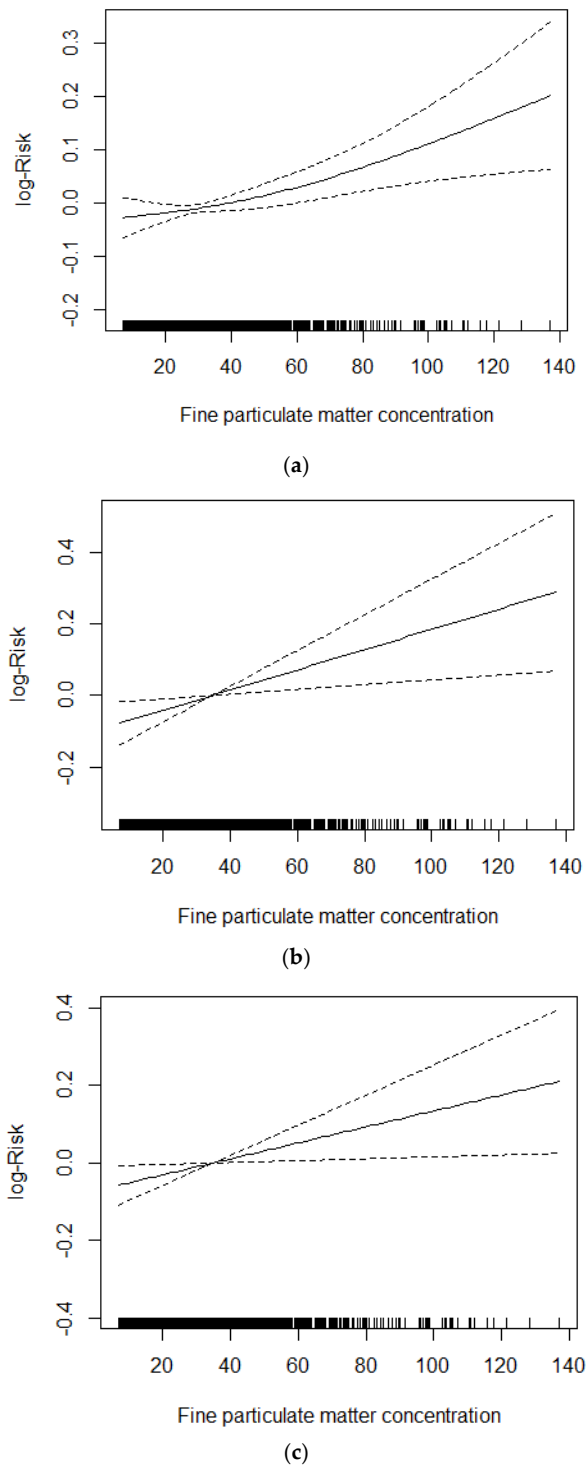 0.3
0.2
0.1
0.0
-0.1
-0.2
log-Risk
20 40 60 80 100 120 140
Fine particulate matter concentration
(a)
0.4
0.2
0.0
-0.2
log-Risk
20 40 60 80 100 120 140
Fine particulate matter concentration
(b)
0.4
0.2
0.0
-0.2
-0.4
log-Risk
20 40 60 80 100 120 140
Fine particulate matter concentration
(c)